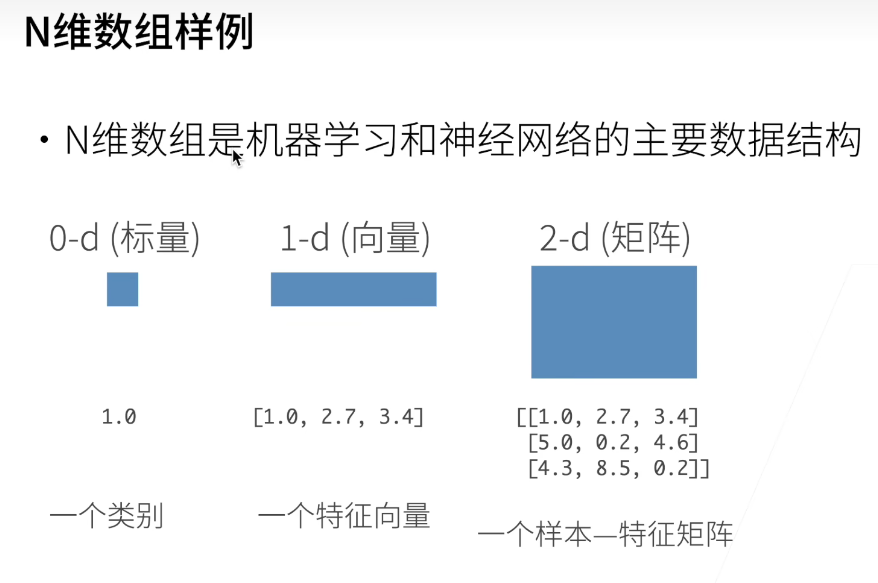 N维数组样例
• N维数组是机器学习和神经网络的主要数据结构
0-d (标量)
1-d (向量)
2-d (矩阵)
1.0
[1.0, 2.7, 3.4]
[[1.0, 2.7, 3.4]
[5.0, 0.2, 4.6]
[4.3, 8.5, 0.2]]
一个类别
一个特征向量
一个样本—特征矩阵